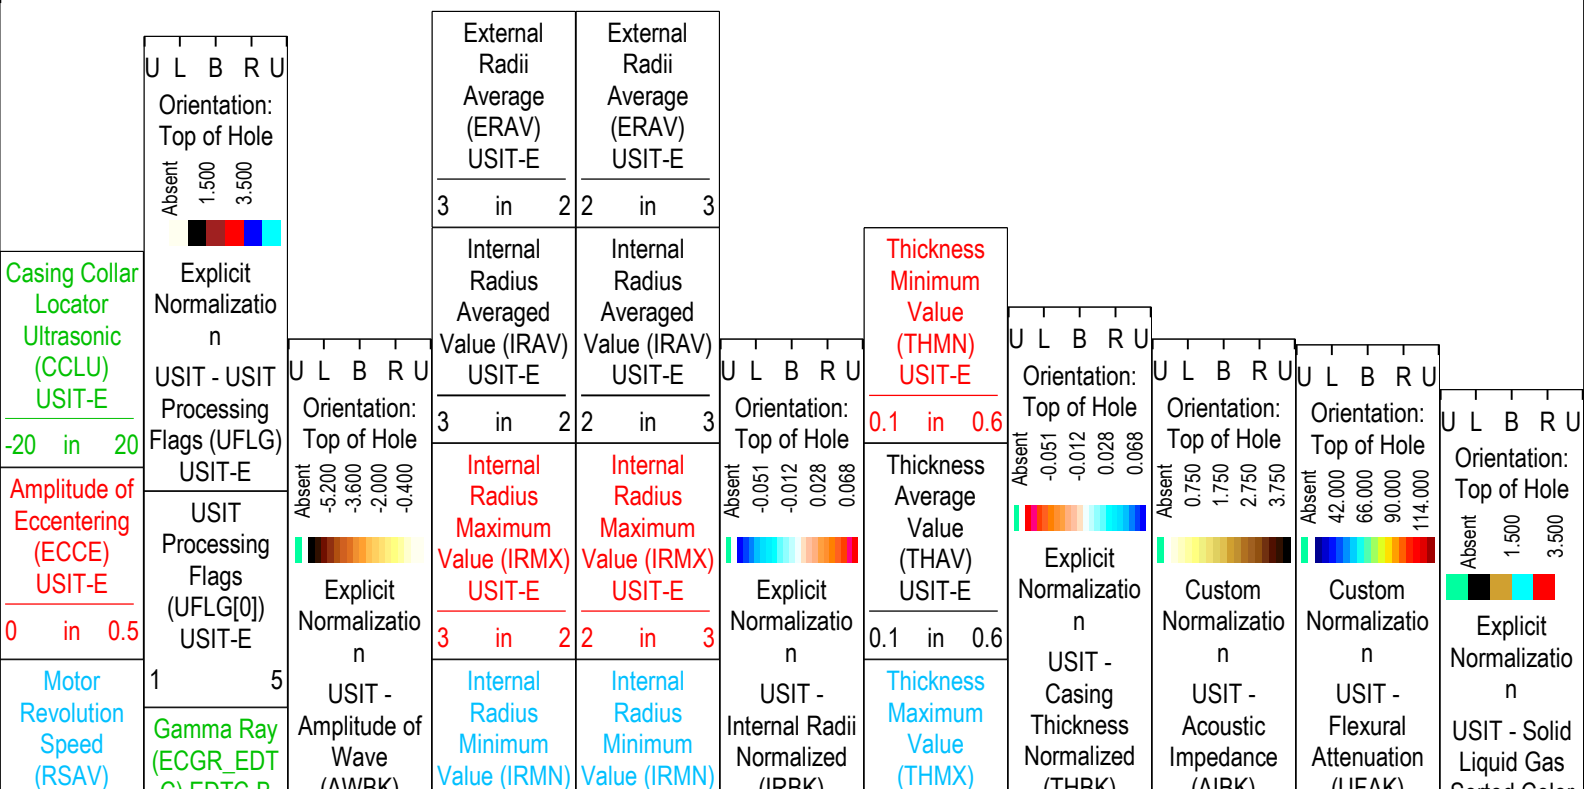 Casing Collar
Locator
Ultrasonic
(CCLU)
USIT-E
-20 in 20
Amplitude of
Eccentering
(ECCE)
USIT-E
0 in 0.5
Motor
Revolution
Speed
(RSAV)
U L B R U
Orientation:
Top of Hole
Absent
1.500
3.500
Explicit
Normalizatio
n
USIT - USIT
Processing
Flags (UFLG)
USIT-E
USIT
Processing
Flags
(UFLG[0])
USIT-E
1 5
Gamma Ray
(ECGR_EDT
C) EDTC-B
U L B R U
Orientation:
Top of Hole
Absent
-5.200
-3.600
-2.000
-0.400
Explicit
Normalizatio
n
USIT -
Amplitude of
Wave
(AWBK)
External
Radii
Average
(ERAV)
USIT-E
3 in 2
Internal
Radius
Averaged
Value (IRAV)
USIT-E
3 in 2
Internal
Radius
Maximum
Value (IRMX)
USIT-E
3 in 2
Internal
Radius
Minimum
Value (IRMN)
External
Radii
Average
(ERAV)
USIT-E
2 in 3
Internal
Radius
Averaged
Value (IRAV)
USIT-E
2 in 3
Internal
Radius
Maximum
Value (IRMX)
USIT-E
2 in 3
Internal
Radius
Minimum
Value (IRMN)
U L B R U
Orientation:
Top of Hole
Absent
-0.051
-0.012
0.028
0.068
Explicit
Normalizatio
n
USIT -
Internal Radii
Normalized
(IRBK)
Thickness
Minimum
Value
(THMN)
USIT-E
0.1 in 0.6
Thickness
Average
Value
(THAV)
USIT-E
0.1 in 0.6
Thickness
Maximum
Value
(THMX)
U L B R U
Orientation:
Top of Hole
Absent
-0.051
-0.012
0.028
0.068
Explicit
Normalizatio
n
USIT -
Casing
Thickness
Normalized
(THBK)
U L B R U
Orientation:
Top of Hole
Absent
0.750
1.750
2.750
3.750
Custom
Normalizatio
n
USIT -
Acoustic
Impedance
(AIBK)
U L B R U
Orientation:
Top of Hole
Absent
42.000
66.000
90.000
114.000
Custom
Normalizatio
n
USIT -
Flexural
Attenuation
(UFAK)
U L B R U
Orientation:
Top of Hole
Absent
1.500
3.500
Explicit
Normalizatio
n
USIT - Solid
Liquid Gas
Sorted Color